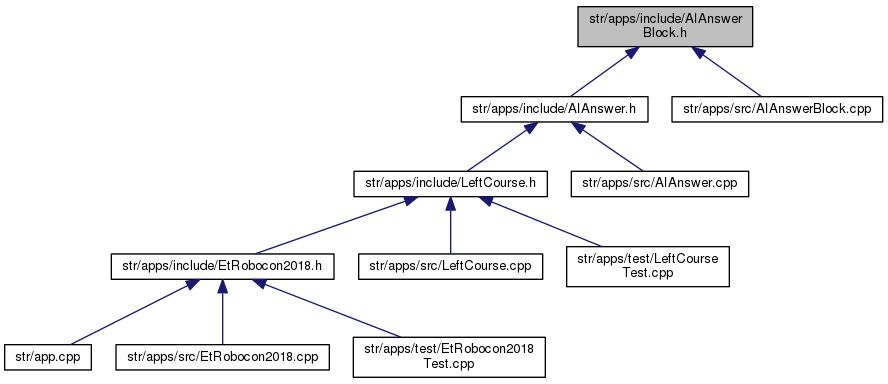 str/apps/include/AIAnswer
Block.h
str/apps/include/AIAnswer.h
str/apps/src/AIAnswerBlock.cpp
str/apps/include/LeftCourse.h
str/apps/src/AIAnswer.cpp
str/apps/include/EtRobocon2018.h
str/apps/src/LeftCourse.cpp
str/apps/test/LeftCourse
Test.cpp
str/app.cpp
str/apps/src/EtRobocon2018.cpp
str/apps/test/EtRobocon2018
Test.cpp